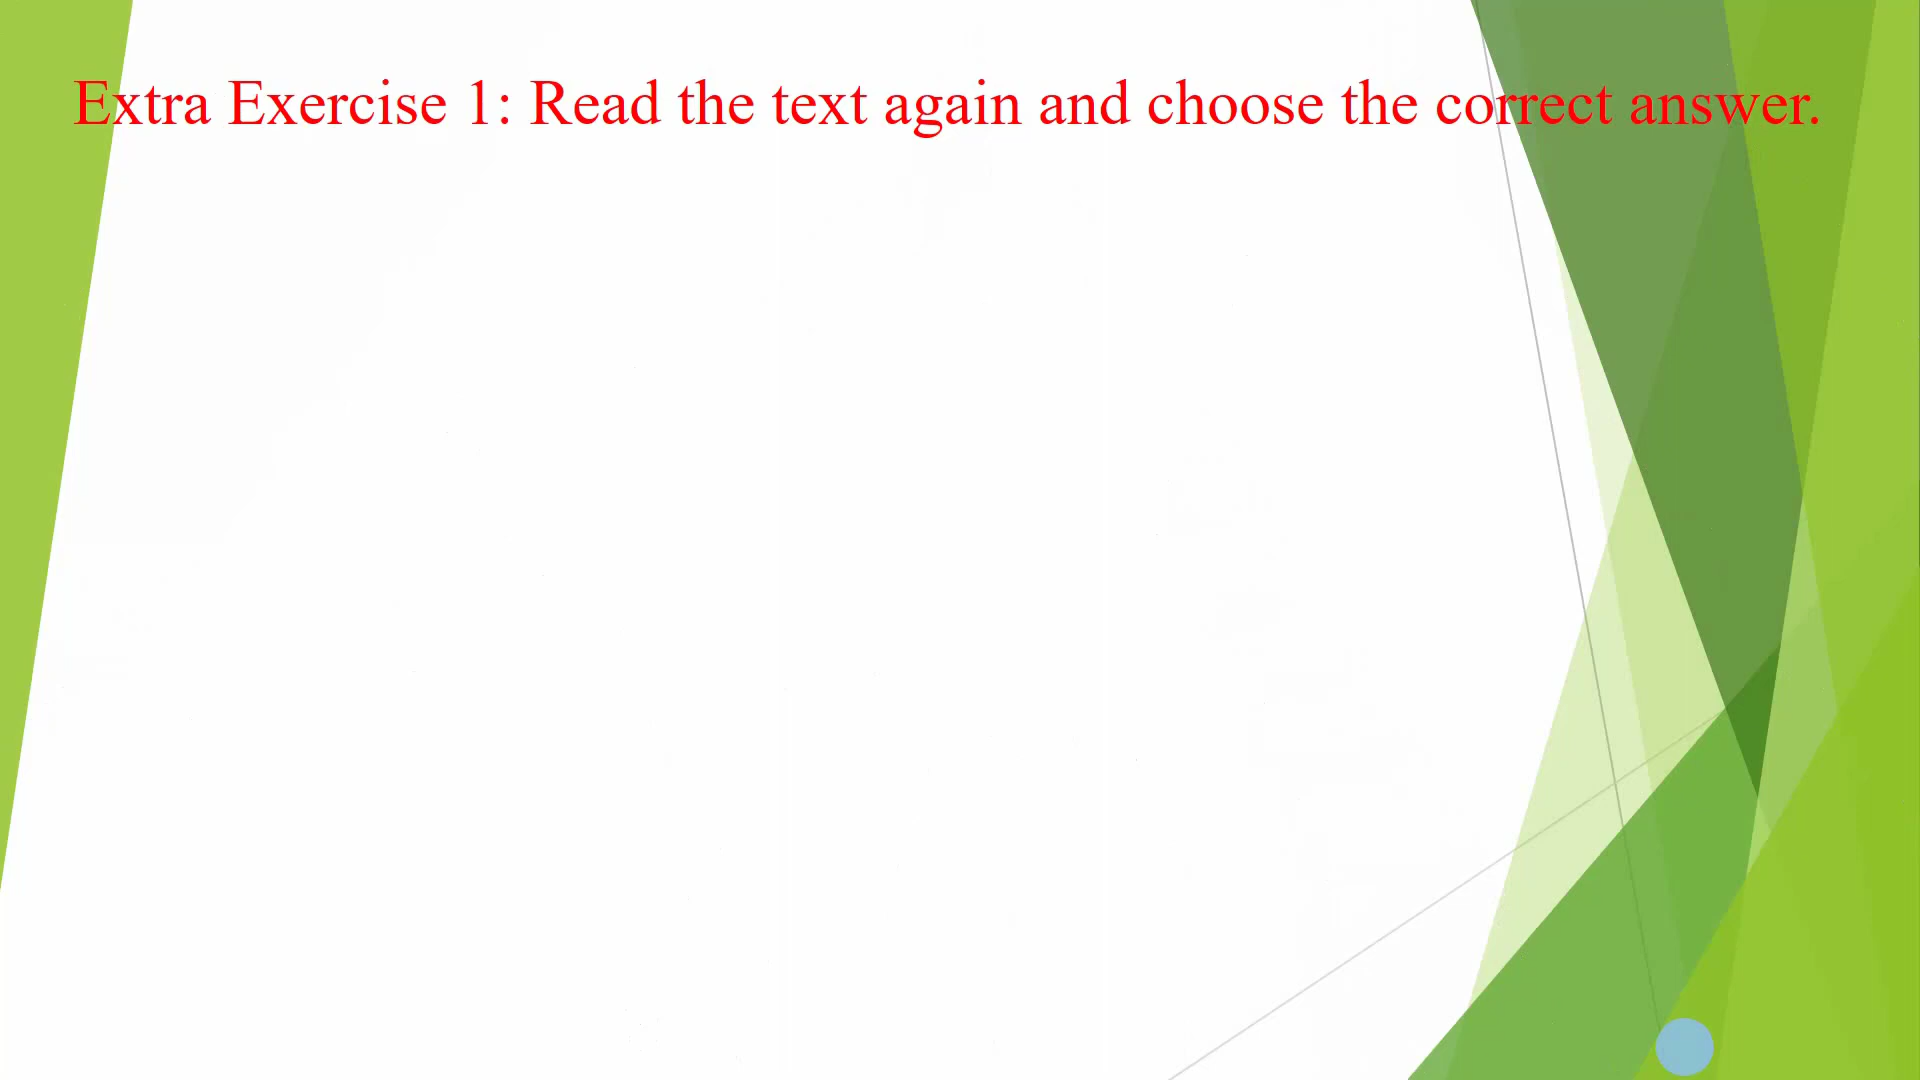 Extra Exercise 1: Read the text again and choose the correct answer.